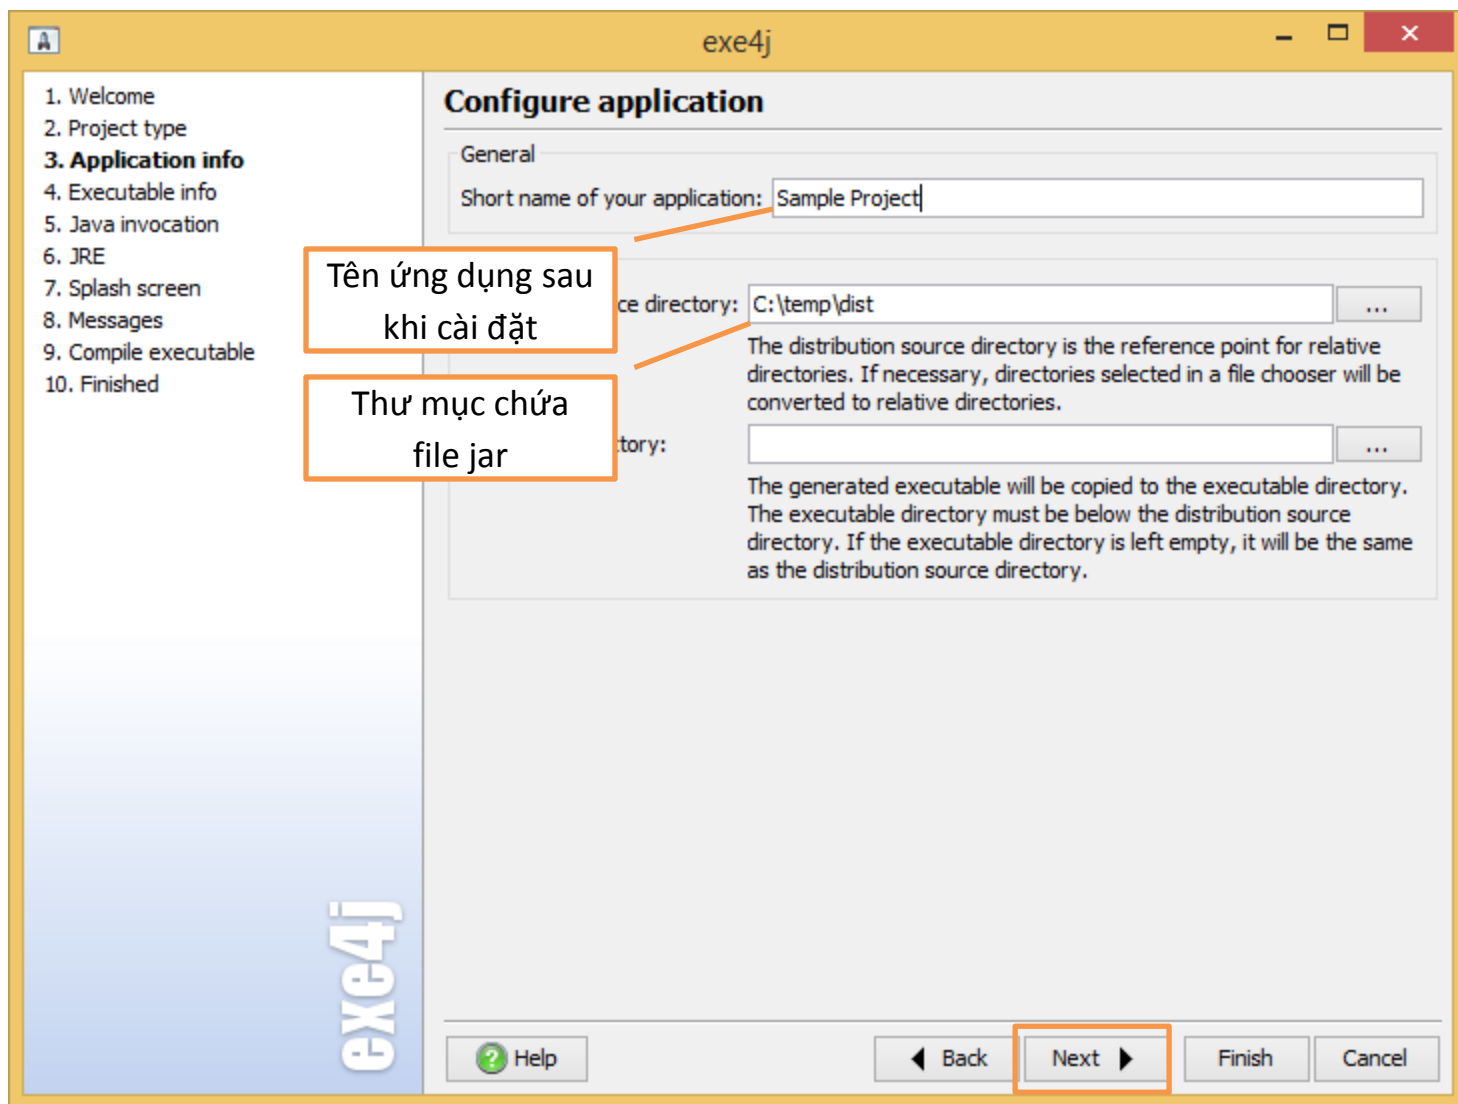 exe4j
1. Welcome
2. Project type
3. Application info
4. Executable info
5. Java invocation
6. JRE
7. Splash screen
8. Messages
9. Compile executable
10. Finished
exe4j
Configure application
General
Short name of your application: Sample Project
Tên ứng dụng sau
khi cài đặt
directory: C:\temp\dist ...
The distribution source directory is the reference point for relative
directories. If necessary, directories selected in a file chooser will be
converted to relative directories.
Thư mục chứa
file jar
...
The generated executable will be copied to the executable directory.
The executable directory must be below the distribution source
directory. If the executable directory is left empty, it will be the same
as the distribution source directory.
Help
Back
Next
Finish
Cancel